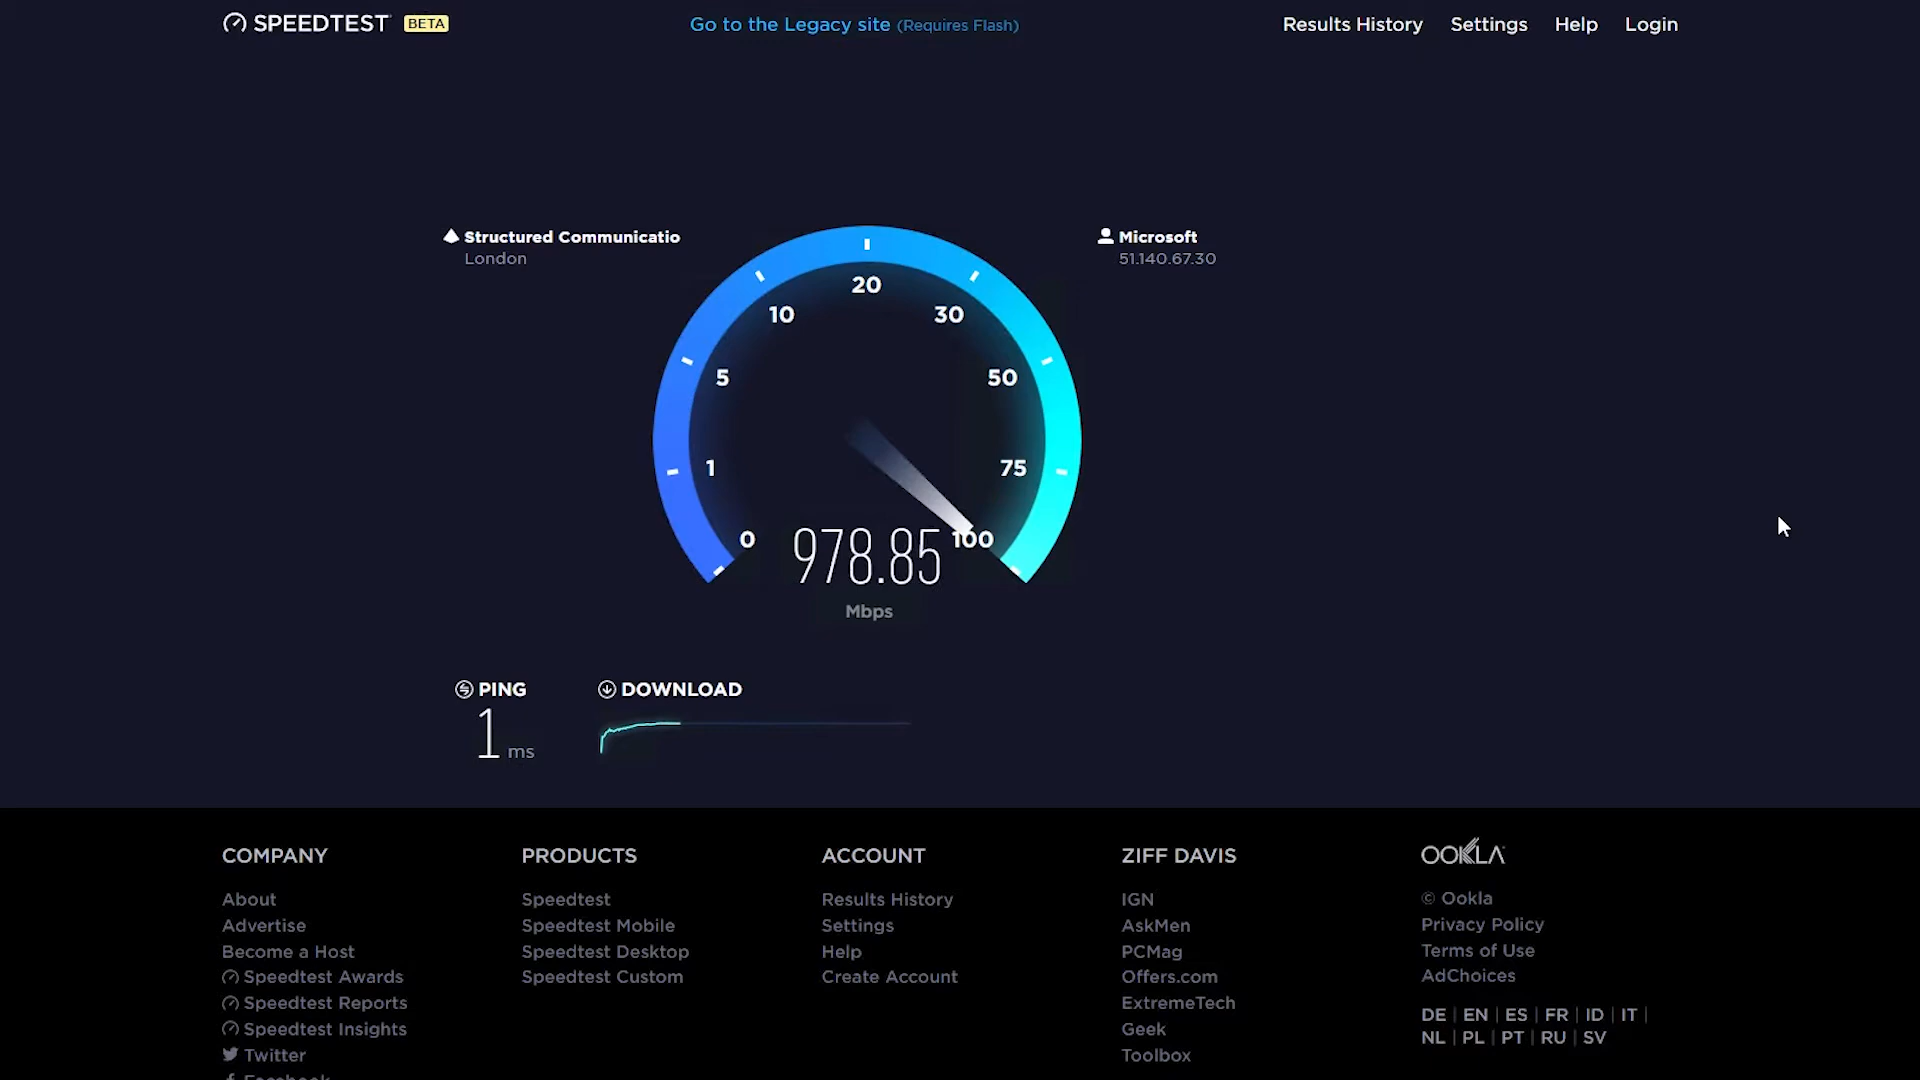 SPEEDTEST BETA
Go to the Legacy site (Requires Flash)
Results History Settings Help Login
Structured Communicatio
London
Microsoft
51.140.67.30
0
1
5
10
20
30
50
75
100
978.85
Mbps
PING
1 ms
DOWNLOAD
COMPANY
About
Advertise
Become a Host
Speedtest Awards
Speedtest Reports
Speedtest Insights
Twitter
Facebook
PRODUCTS
Speedtest
Speedtest Mobile
Speedtest Desktop
Speedtest Custom
ACCOUNT
Results History
Settings
Help
Create Account
ZIFF DAVIS
IGN
AskMen
PCMag
Offers.com
ExtremeTech
Geek
Toolbox
OOKLA
© Ookla
Privacy Policy
Terms of Use
AdChoices
DE | EN | ES | FR | ID | IT |
NL | PL | PT | RU | SV